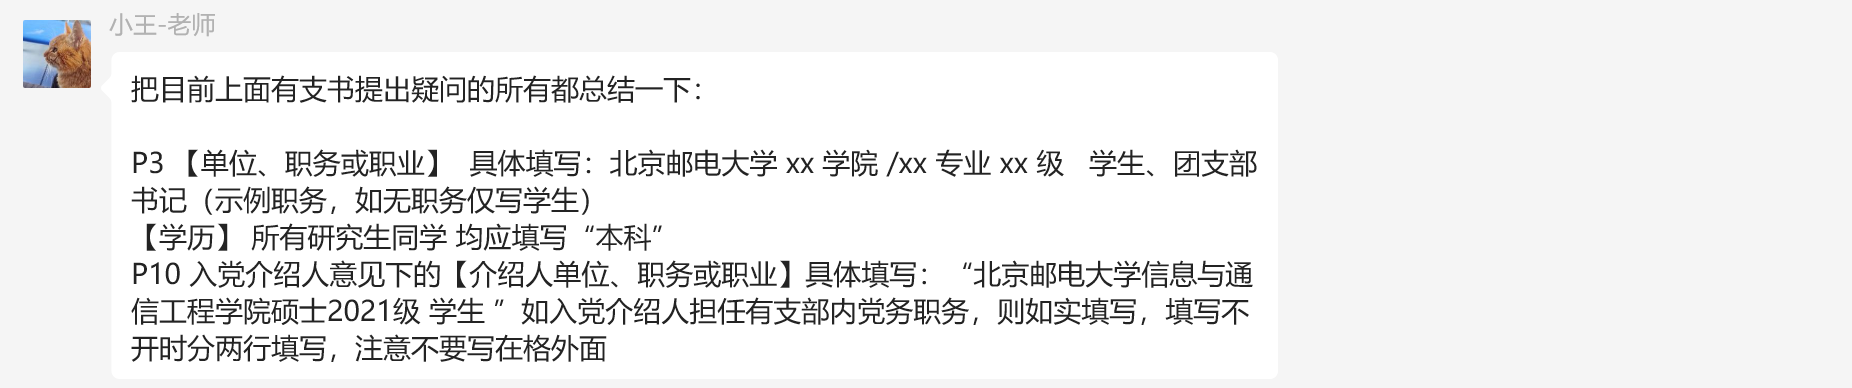 小王-老师
把目前上面有支书提出疑问的所有都总结一下：
P3 【单位、职务或职业】 具体填写：北京邮电大学 xx 学院 /xx 专业 xx 级   学生、团支部
书记（示例职务，如无职务仅写学生）
【学历】 所有研究生同学 均应填写“本科”
P10 入党介绍人意见下的【介绍人单位、职务或职业】具体填写：“北京邮电大学信息与通
信工程学院硕士2021级 学生 ”如入党介绍人担任有支部内党务职务，则如实填写，填写不
开时分两行填写，注意不要写在格外面